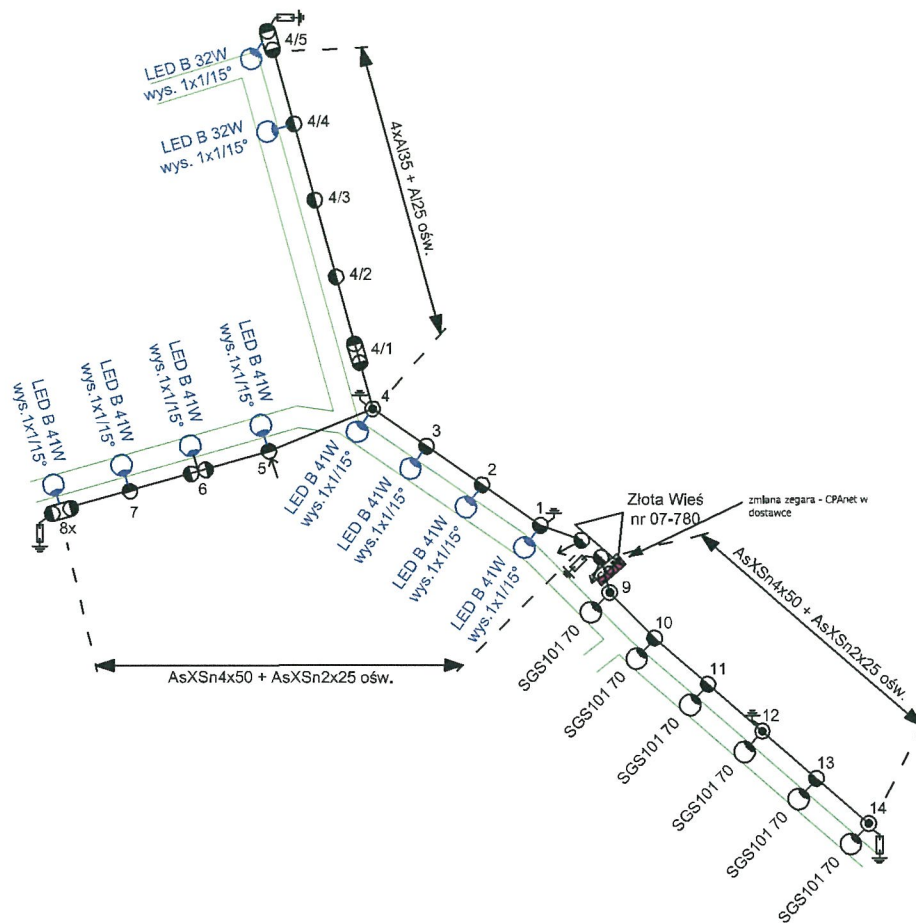 4/5
LED B 32W
wys. 1x1/15°
4/4
LED B 32W
wys. 1x1/15°
4xAl35 + Al25 ośw.
4/3
4/2
4/1
4
LED B 41W
wys.1x1/15°
LED B 41W
wys.1x1/15°
LED B 41W
wys.1x1/15°
LED B 41W
wys.1x1/15°
8x
7
6
5
3
2
1
LED B 41W
wys. 1x1/15°
LED B 41W
wys. 1x1/15°
LED B 41W
wys. 1x1/15°
LED B 41W
wys. 1x1/15°
Złota Wieś
nr 07-780
zmiana zegara - CPAnet w
dostawce
AsXSn4x50 + AsXSn2x25 ośw.
AsXSn4x50 + AsXSn2x25 ośw.
9
10
11
12
13
14
SGS101 70
SGS101 70
SGS101 70
SGS101 70
SGS101 70
SGS101 70